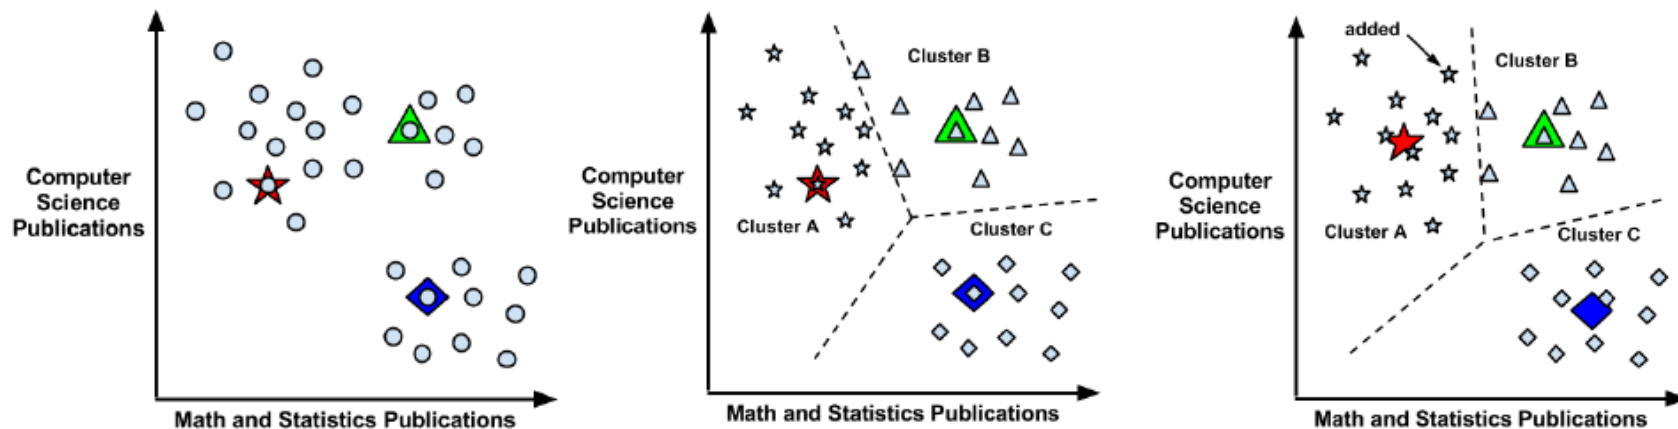 Computer
Science
Publications
Math and Statistics Publications
Cluster B
Computer
Science
Publications
Cluster A
Cluster C
Math and Statistics Publications
added
Cluster B
Computer
Science
Publications
Cluster A
Cluster C
Math and Statistics Publications